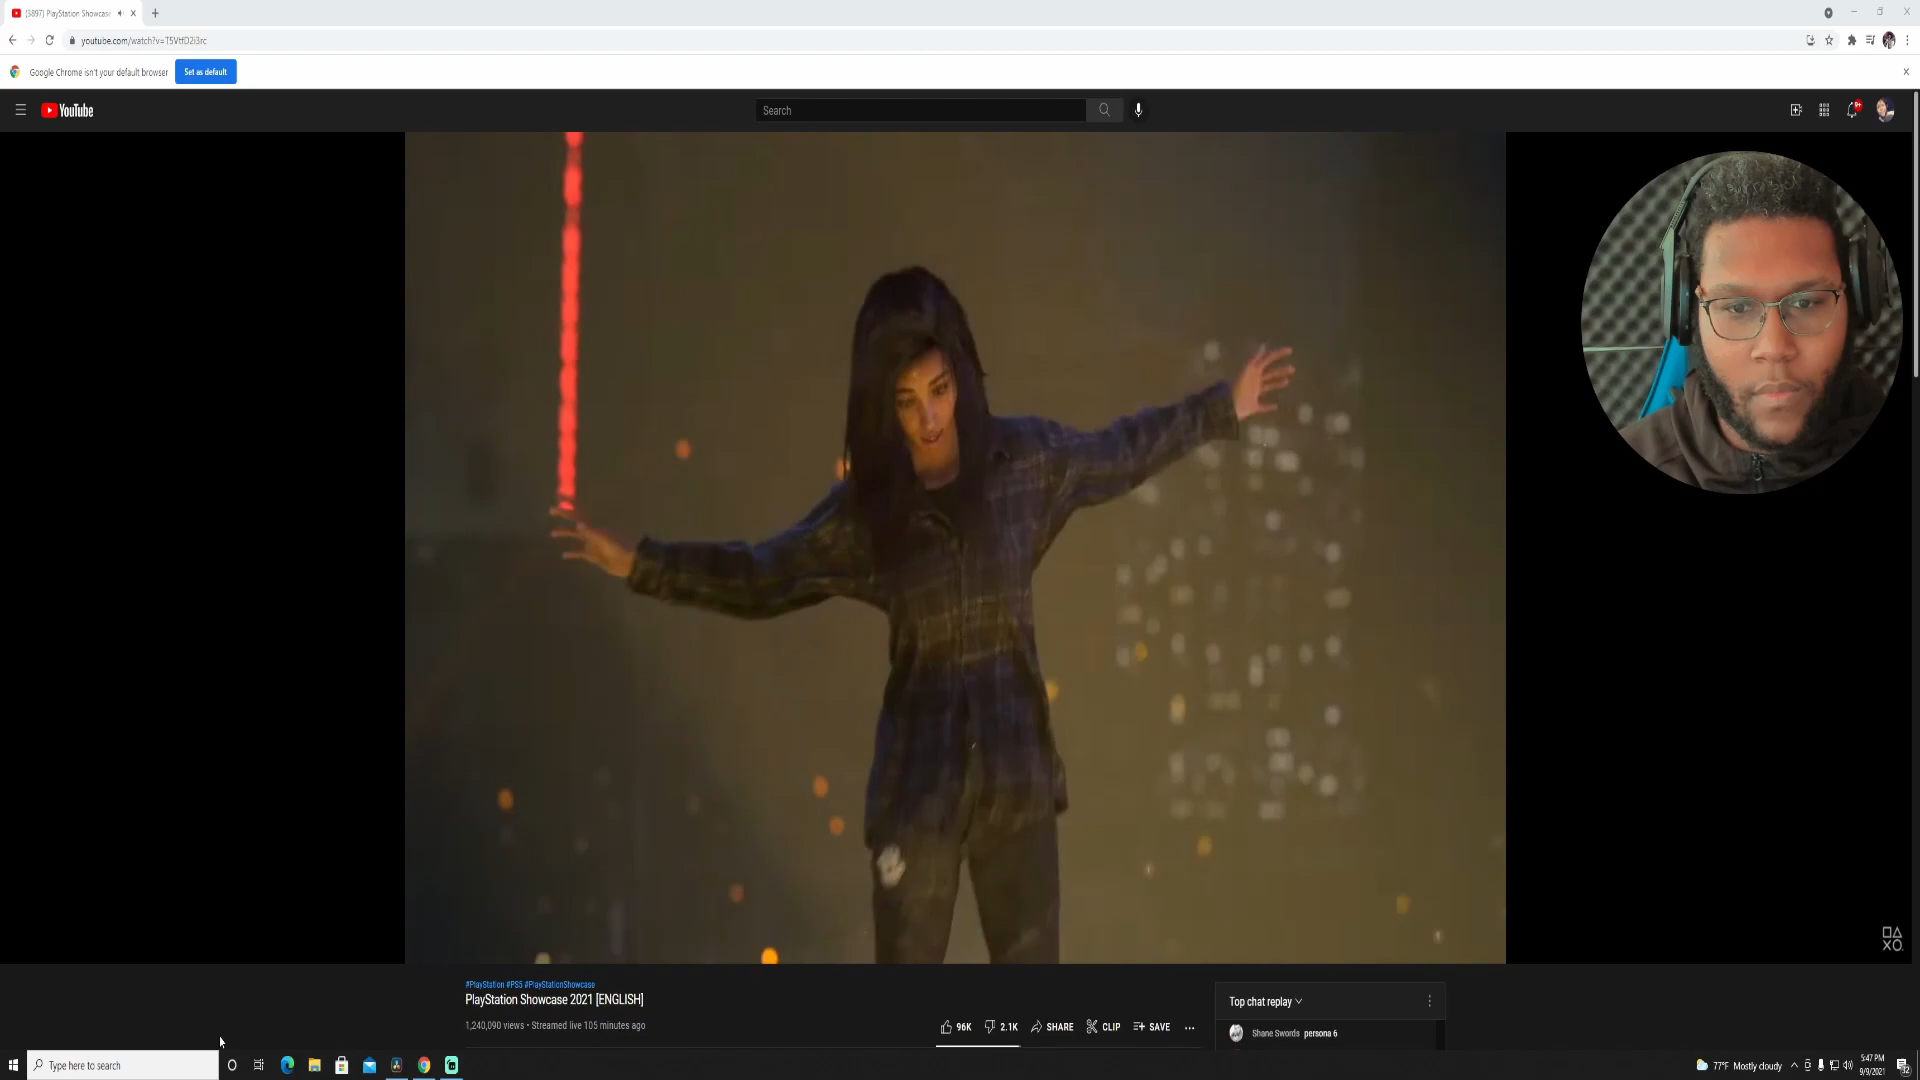 (3897) PlayStation Showcase
youtube.com/watch?v=T5VtfD2i3rc
Google Chrome isn't your default browser
Set as default
YouTube
Search
9+
#PlayStation #PS5 #PlayStationShowcase
PlayStation Showcase 2021 [ENGLISH]
1,240,090 views • Streamed live 105 minutes ago
96K
2.1K
SHARE
CLIP
SAVE
Top chat replay
Shane Swords persona 6
Type here to search
77°F Mostly cloudy
5:47 PM
9/9/2021
32